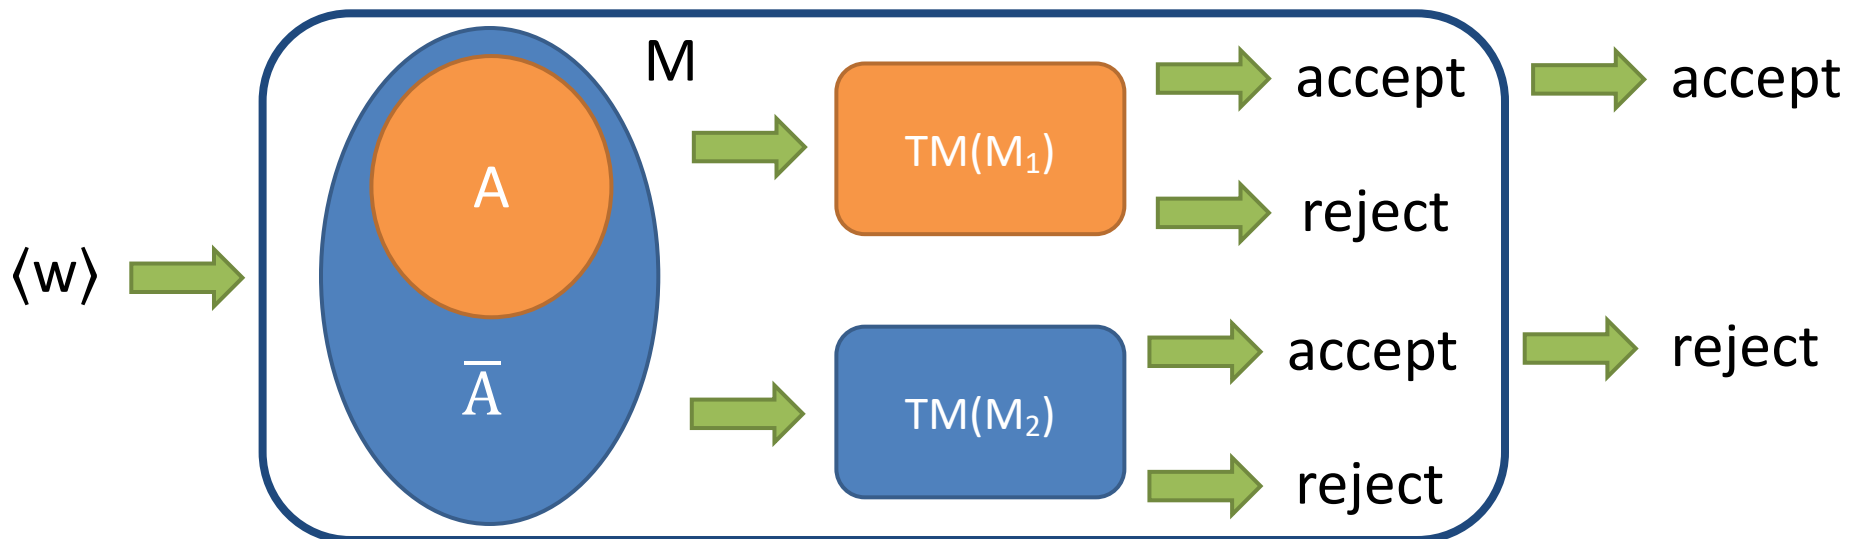 M
accept
accept
TM(M₁)
A
reject
⟨w⟩
accept
reject
A̅
TM(M₂)
reject